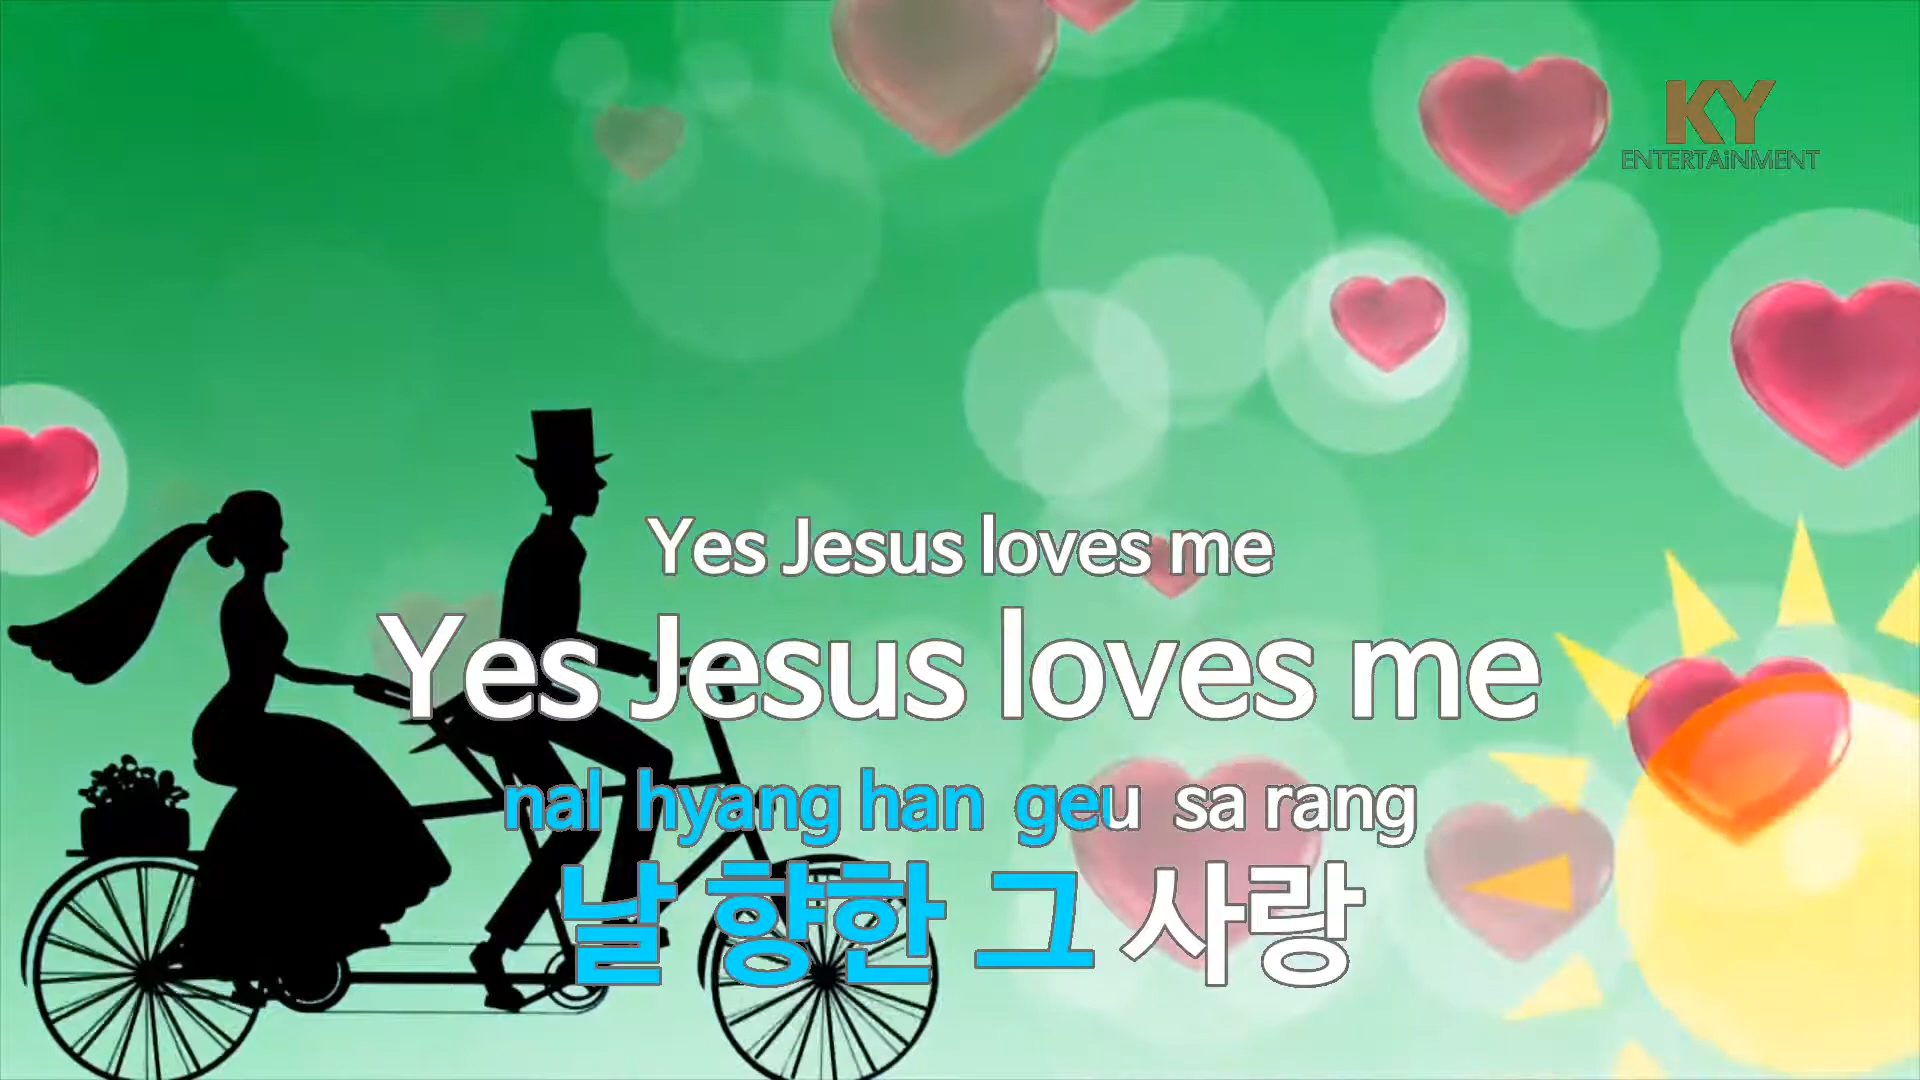 KY
ENTERTAiNMENT
Yes Jesus loves me
Yes Jesus loves me
nal hyang han geu sa rang
날 향한 그 사랑